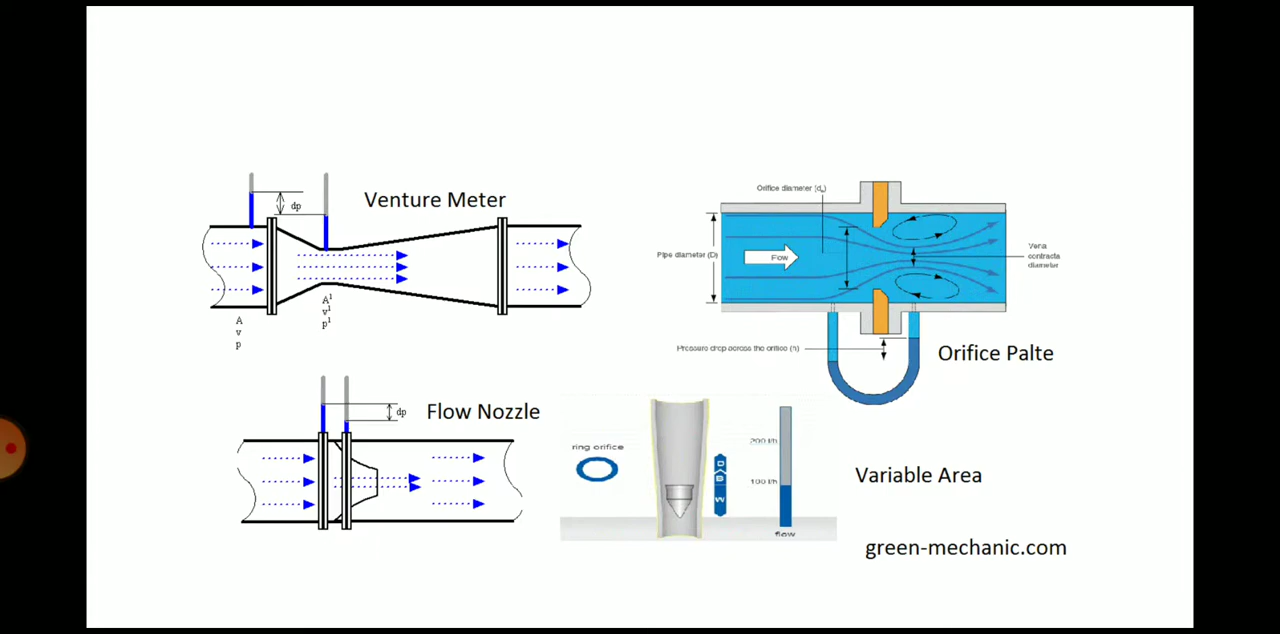 dp
Venture Meter
A
v
p
A¹
v¹
p¹
Orifice diameter (dₒ)
Pipe diameter (D)
Flow
Vena
contracta
diameter
Pressure drop across the orifice (h)
Orifice Palte
dp
Flow Nozzle
ring orifice
200 l/h
100 l/h
flow
Variable Area
green-mechanic.com